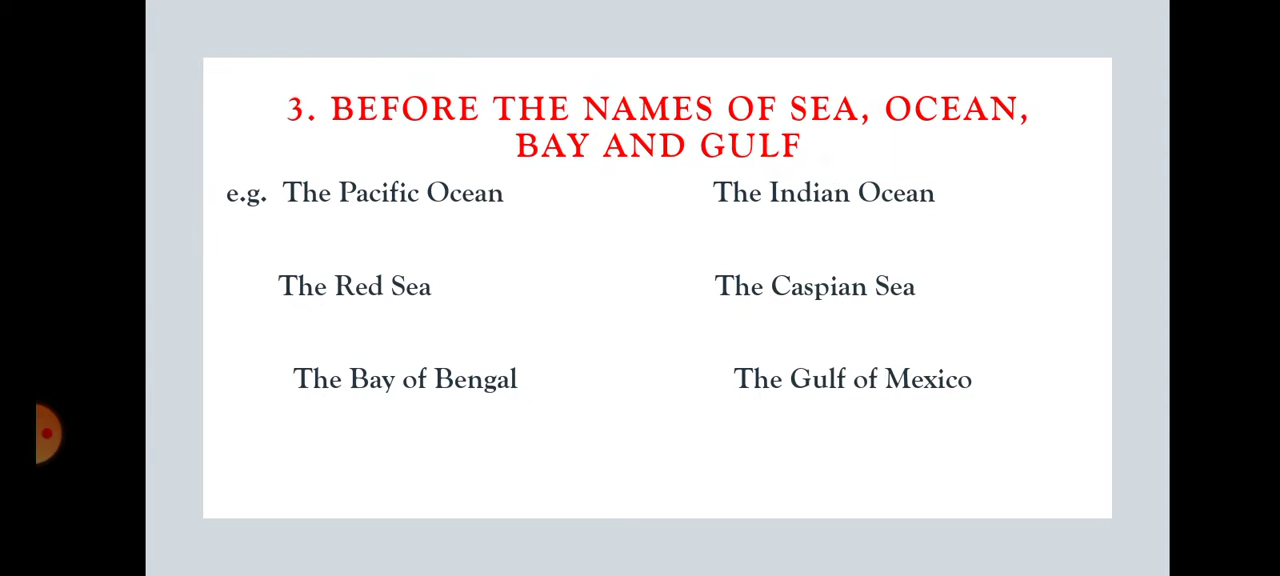 3. BEFORE THE NAMES OF SEA, OCEAN,
BAY AND GULF
e.g. The Pacific Ocean The Indian Ocean
The Red Sea The Caspian Sea
The Bay of Bengal The Gulf of Mexico